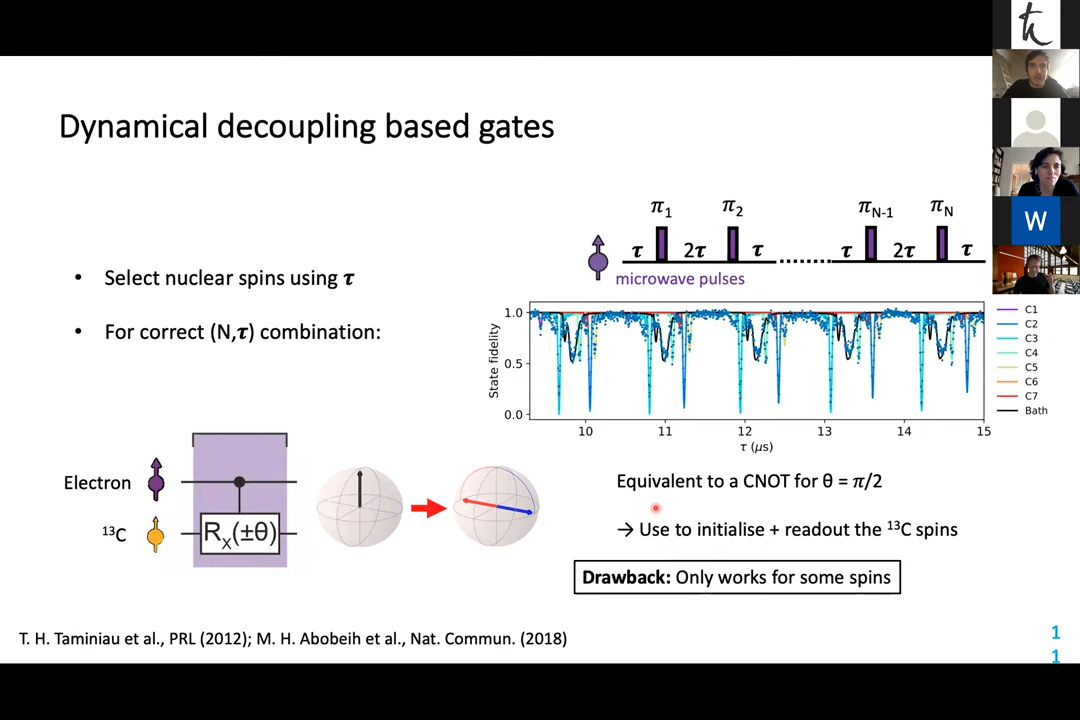 Dynamical decoupling based gates
• Select nuclear spins using τ
• For correct (N,τ) combination:
π1 π2 πN-1 πN
τ 2τ τ τ 2τ τ
microwave pulses
State fidelity
1.0
0.5
0.0
10 11 12 13 14 15
τ (μs)
C1
C2
C3
C4
C5
C6
C7
Bath
Electron
13C
Rx(±θ)
Equivalent to a CNOT for θ = π/2
→ Use to initialise + readout the 13C spins
Drawback: Only works for some spins
T. H. Taminiau et al., PRL (2012); M. H. Abobeih et al., Nat. Commun. (2018)
1
1
W